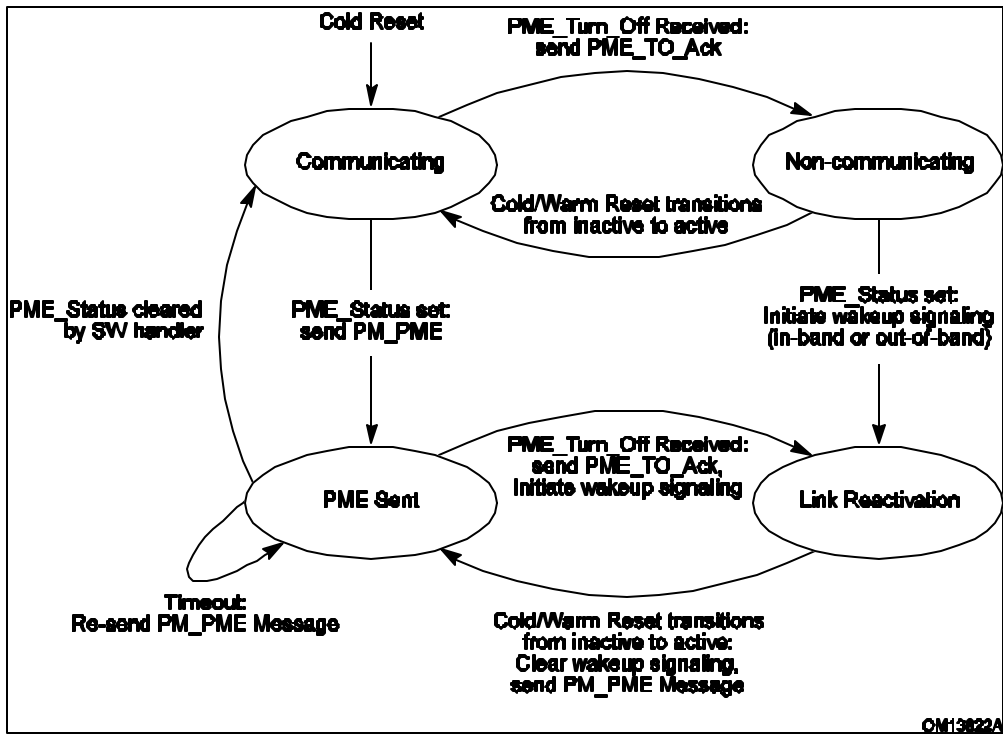 Cold Reset
PME_Turn_Off Received:
send PME_TO_Ack
Communicating
Non-communicating
Cold/Warm Reset transitions
from inactive to active
PME_Status cleared
by SW handler
PME_Status set:
send PM_PME
PME_Status set:
Initiate wakeup signaling
(in-band or out-of-band)
PME_Turn_Off Received:
send PME_TO_Ack,
initiate wakeup signaling
PME Sent
Link Reactivation
Timeout:
Re-send PM_PME Message
Cold/Warm Reset transitions
from inactive to active:
Clear wakeup signaling,
send PM_PME Message
OM13822A